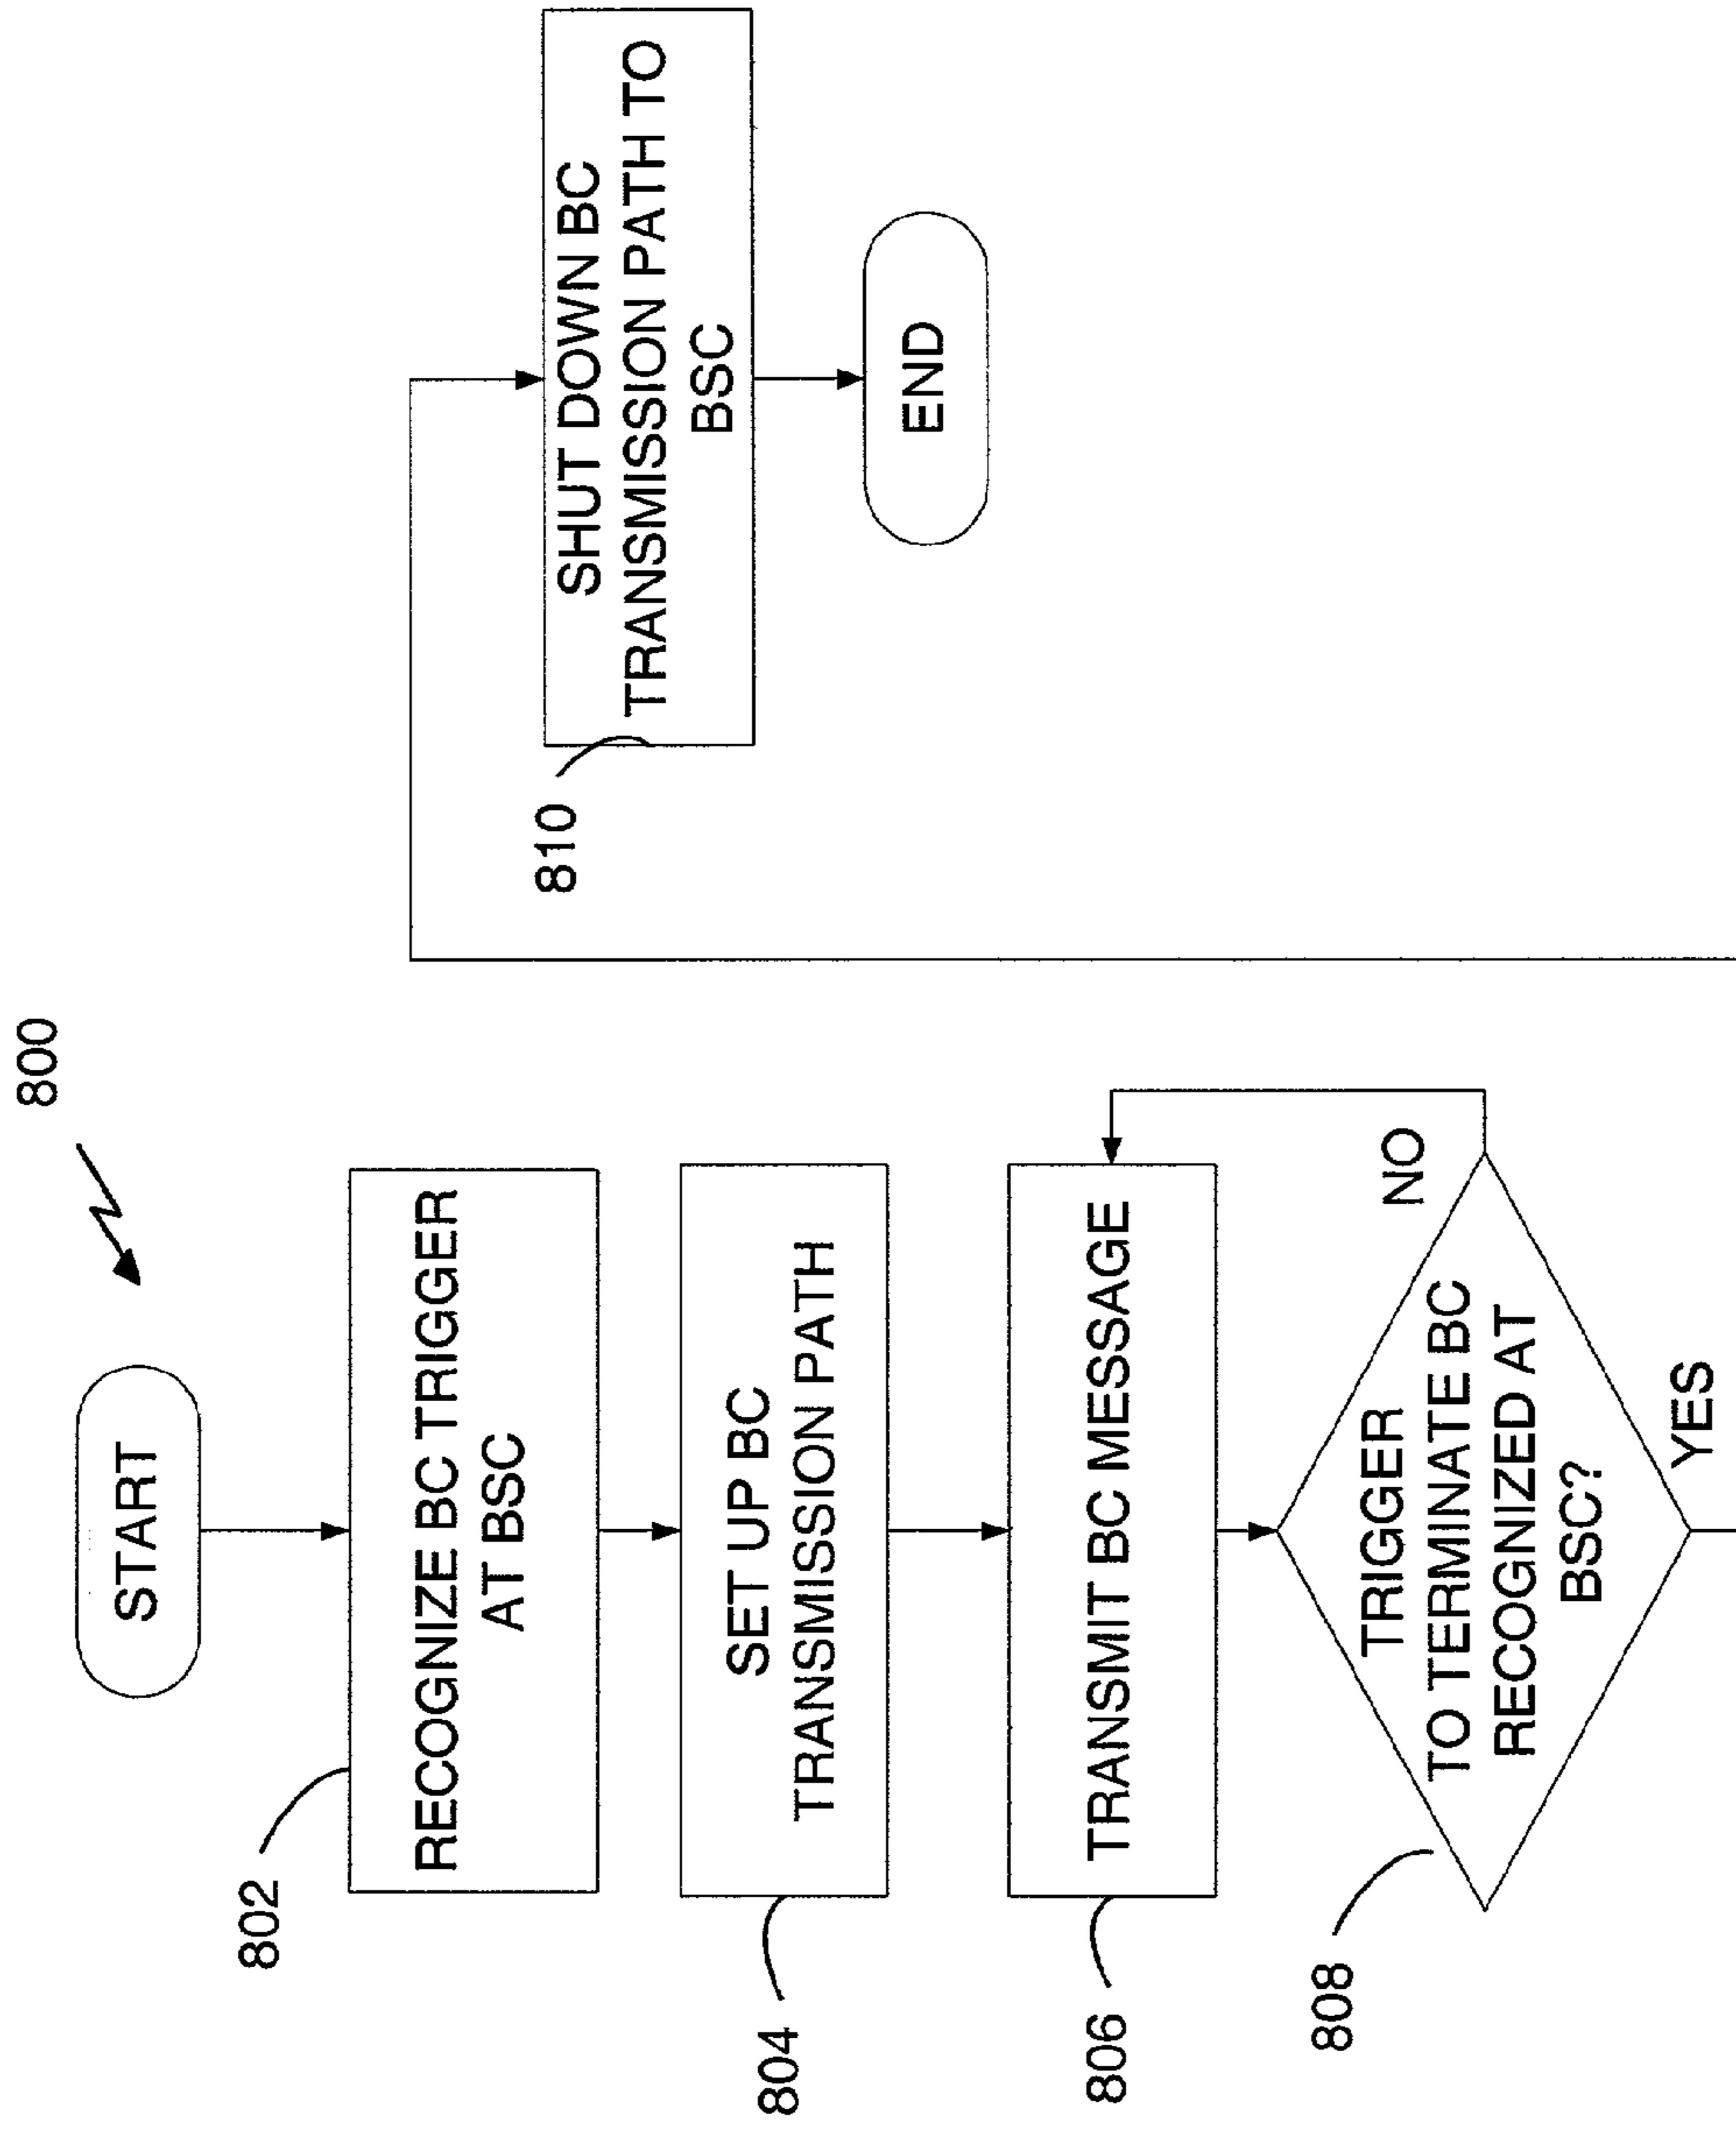 800
START
802
RECOGNIZE BC TRIGGER
AT BSC
804
SET UP BC
TRANSMISSION PATH
806
TRANSMIT BC MESSAGE
808
TRIGGER
TO TERMINATE BC
RECOGNIZED AT
BSC?
NO
YES
810
SHUT DOWN BC
TRANSMISSION PATH TO
BSC
END